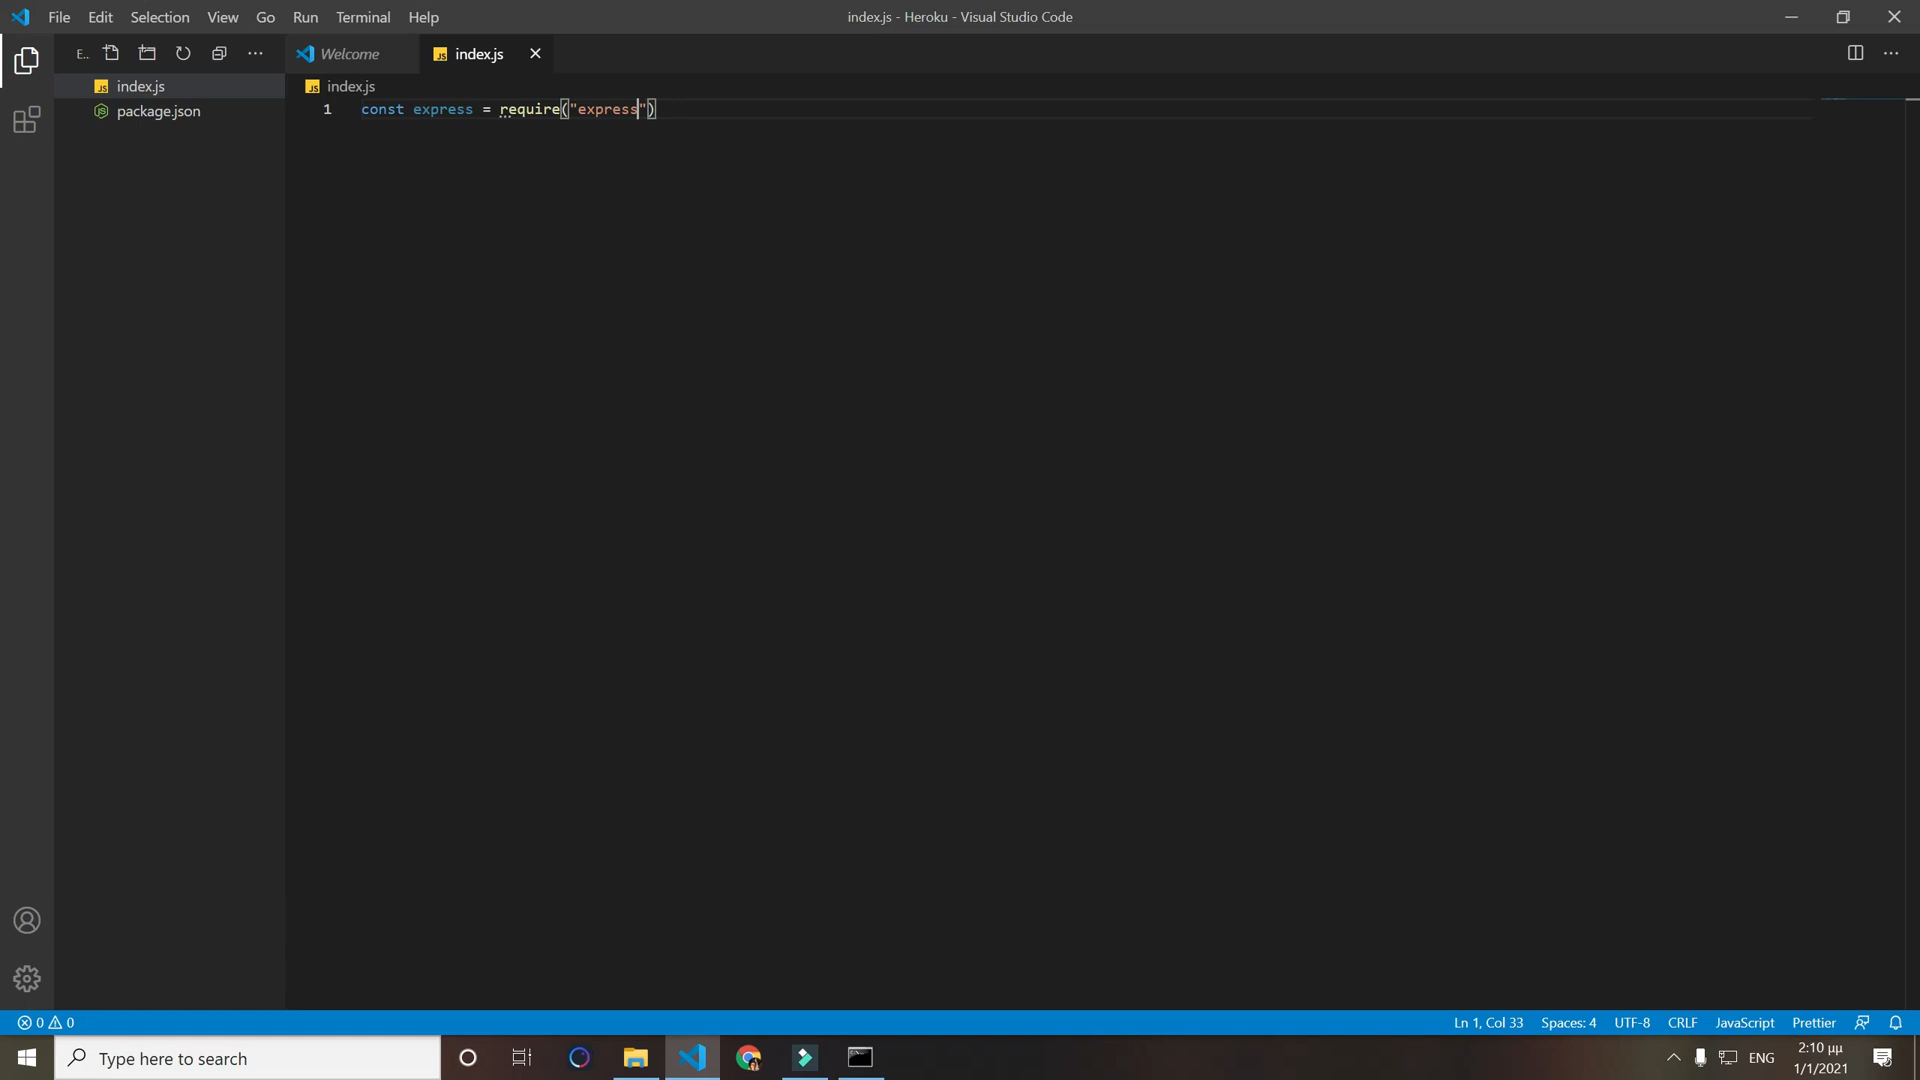 File Edit Selection View Go Run Terminal Help
index.js - Heroku - Visual Studio Code
E..
Welcome
index.js
index.js
package.json
index.js
1 const express = require("express")
0 0
Ln 1, Col 33 Spaces: 4 UTF-8 CRLF JavaScript Prettier
Type here to search
ENG
2:10 μμ
1/1/2021